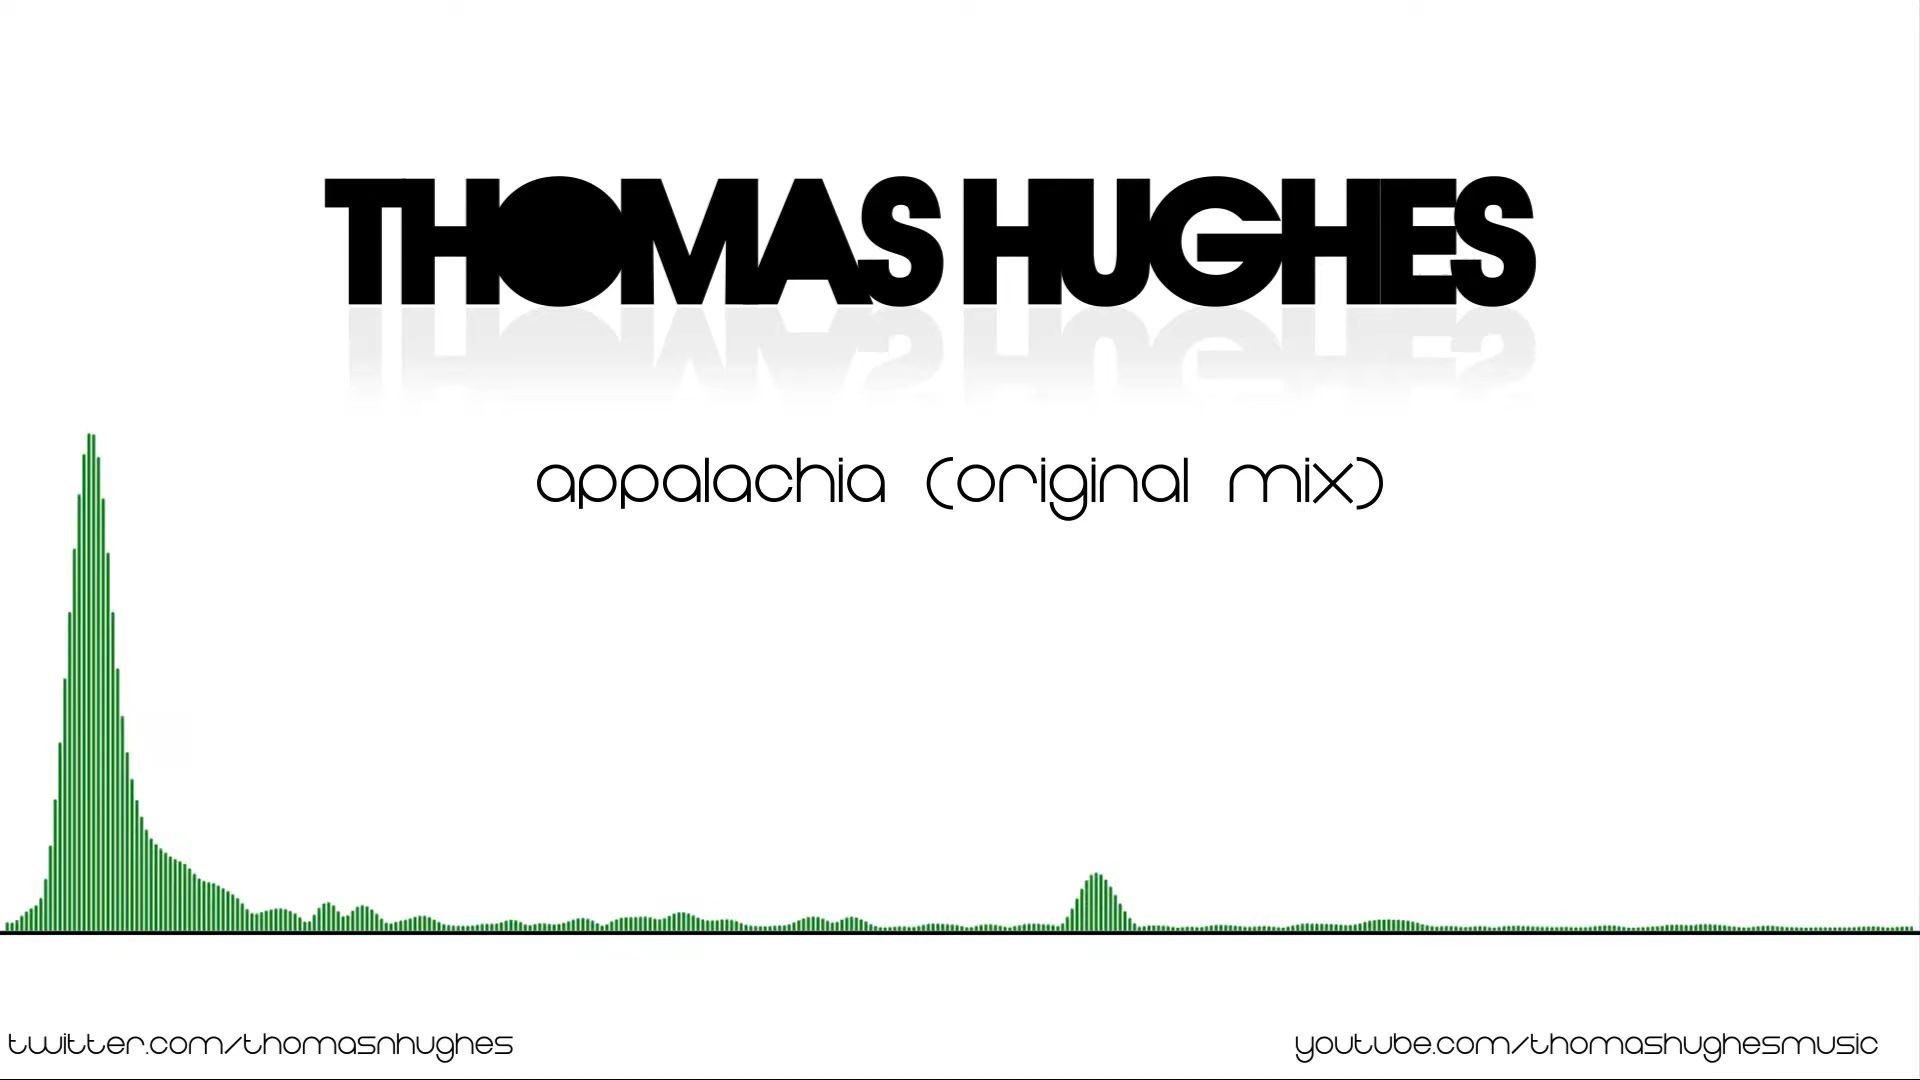 THOMAS HUGHES
appalachia (original mix)
twitter.com/thomasnhughes
youtube.com/thomashughesmusic